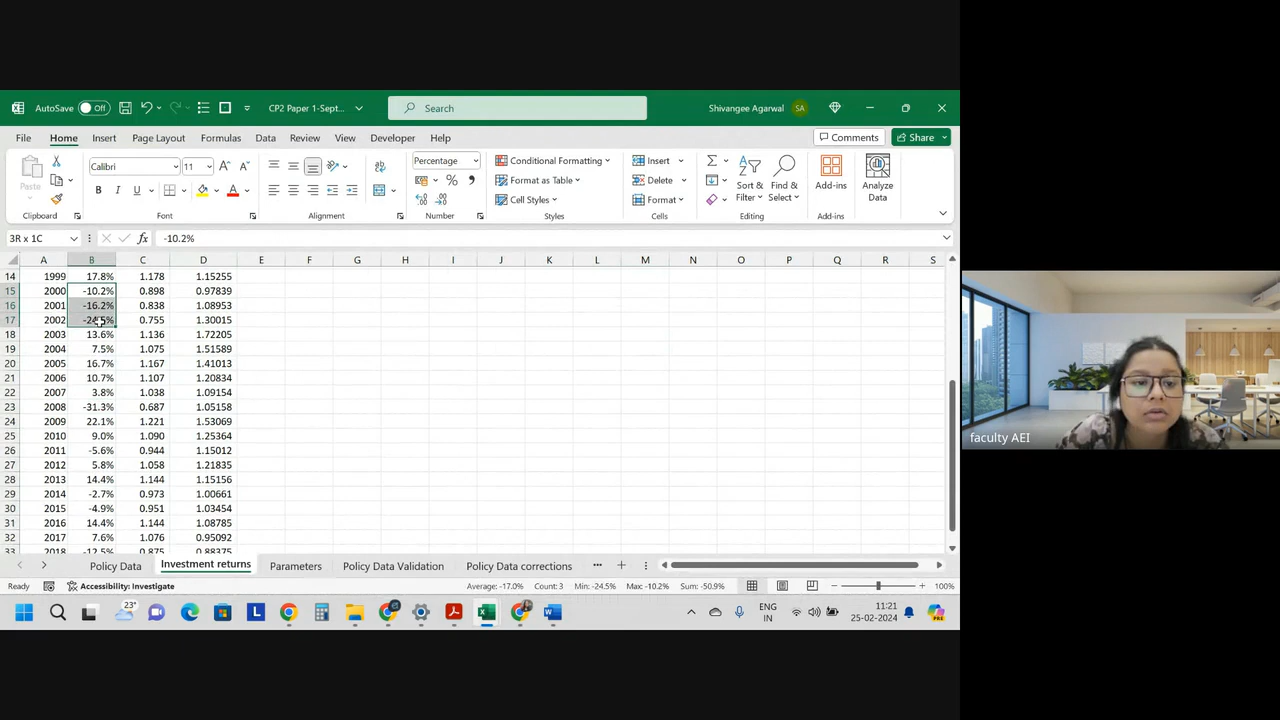 AutoSave Off CP2 Paper 1-Sept... Search Shivangee Agarwal SA
File Home Insert Page Layout Formulas Data Review View Developer Help Comments Share
Paste Calibri 11 Percentage Conditional Formatting Insert
Format as Table Delete
Cell Styles Format
Sort & Filter Find & Select Add-ins Analyze Data
Clipboard Font Alignment Number Styles Cells Editing Add-ins
3R x 1C fx -10.2%
A B C D E F G H I J K L M N O P Q R S
14 1999 17.8% 1.178 1.15255
15 2000 -10.2% 0.898 0.97839
16 2001 -16.2% 0.838 1.08953
17 2002 -24.5% 0.755 1.30015
18 2003 13.6% 1.136 1.72205
19 2004 7.5% 1.075 1.51589
20 2005 16.7% 1.167 1.41013
21 2006 10.7% 1.107 1.20834
22 2007 3.8% 1.038 1.09154
23 2008 -31.3% 0.687 1.05158
24 2009 22.1% 1.221 1.53069
25 2010 9.0% 1.090 1.25364
26 2011 -5.6% 0.944 1.15012
27 2012 5.8% 1.058 1.21835
28 2013 14.4% 1.144 1.15156
29 2014 -2.7% 0.973 1.00661
30 2015 -4.9% 0.951 1.03454
31 2016 14.4% 1.144 1.08785
32 2017 7.6% 1.076 0.95092
33 2018 -12.5% 0.875 0.88375
Policy Data Investment returns Parameters Policy Data Validation Policy Data corrections
Ready Accessibility: Investigate Average: -17.0% Count: 3 Min: -24.5% Max: -10.2% Sum: -50.9% 100%
23° ENG IN 11:21 25-02-2024
faculty AEI